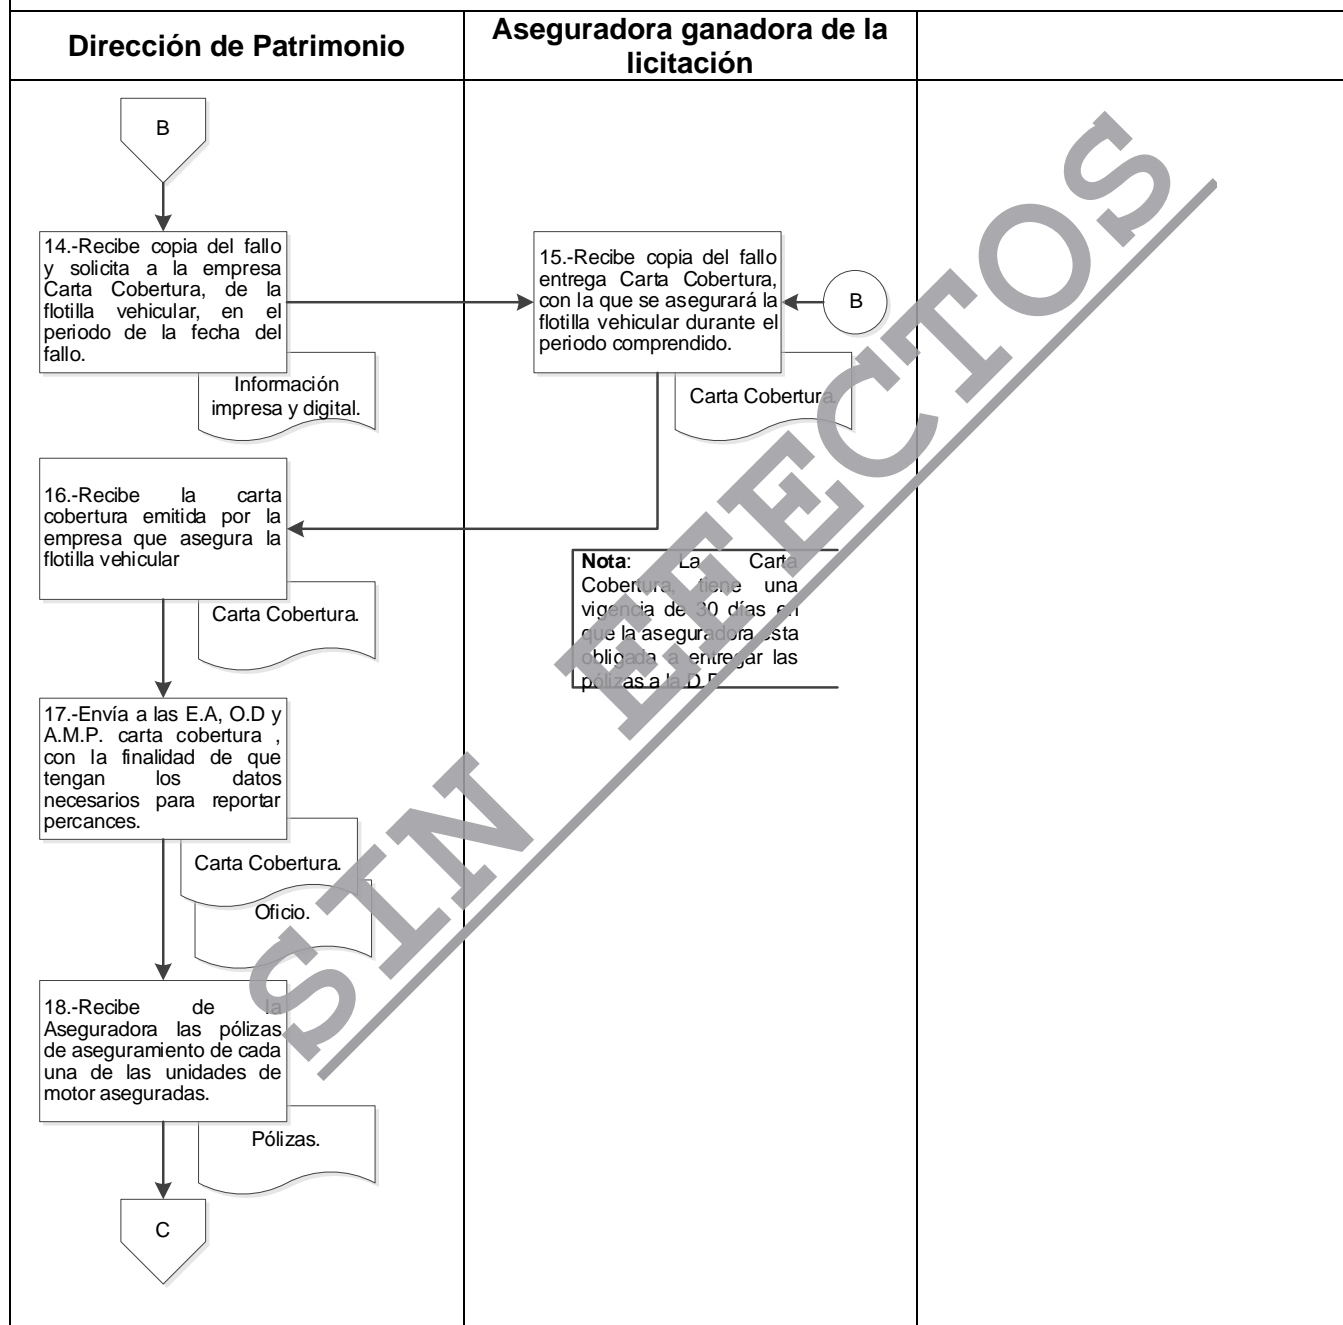 Dirección de Patrimonio
Aseguradora ganadora de la
licitación
B
14.-Recibe copia del fallo
y solicita a la empresa
Carta Cobertura, de la
flotilla vehicular, en el
periodo de la fecha del
fallo.
Información
impresa y digital.
15.-Recibe copia del fallo
entrega Carta Cobertura,
con la que se asegurará la
flotilla vehicular durante el
periodo comprendido.
B
Carta Cobertura.
16.-Recibe la carta
cobertura emitida por la
empresa que asegura la
flotilla vehicular
Carta Cobertura.
Nota: La Carta
Cobertura, tiene una
vigencia de 30 días en
que la aseguradora esta
obligada a entregar las
pólizas a la D.P
17.-Envía a las E.A, O.D y
A.M.P. carta cobertura ,
con la finalidad de que
tengan los datos
necesarios para reportar
percances.
Carta Cobertura.
Oficio.
18.-Recibe de la
Aseguradora las pólizas
de aseguramiento de cada
una de las unidades de
motor aseguradas.
Pólizas.
C
SIN EFECTOS